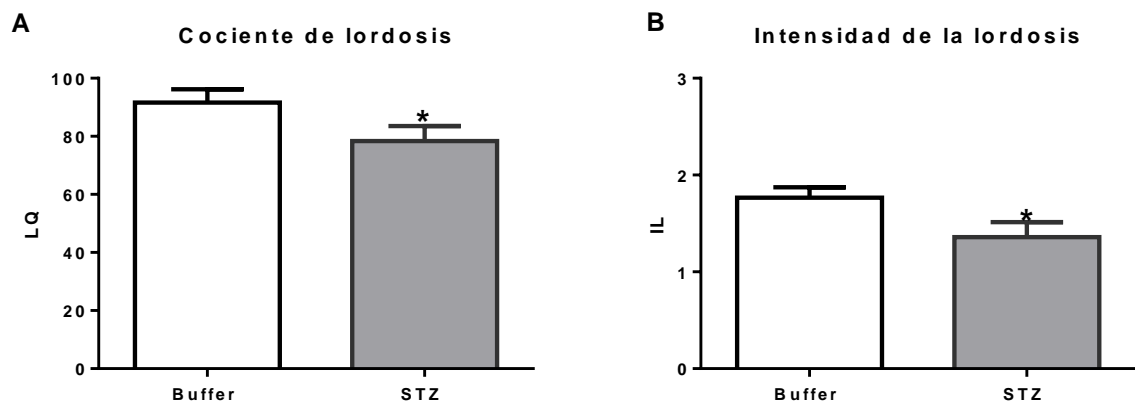 A
Cociente de lordosis
LQ
100
80
60
40
20
0
*
Buffer
STZ
B
Intensidad de la lordosis
IL
3
2
1
0
*
Buffer
STZ